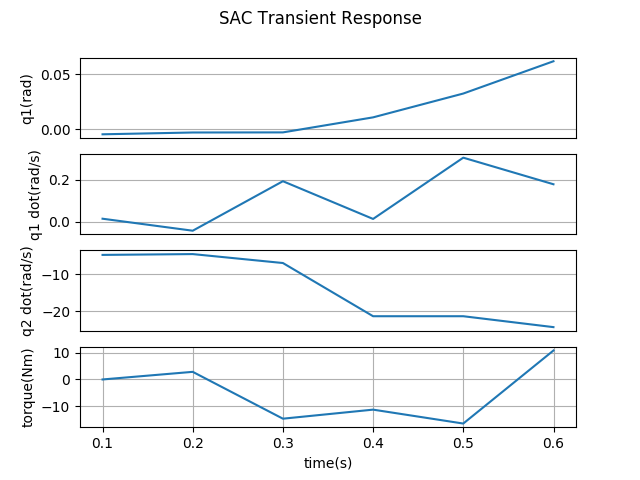 SAC Transient Response
q1(rad)
0.05
0.00
q1 dot(rad/s)
0.2
0.0
q2 dot(rad/s)
−10
−20
torque(Nm)
10
0
−10
0.1 0.2 0.3 0.4 0.5 0.6
time(s)